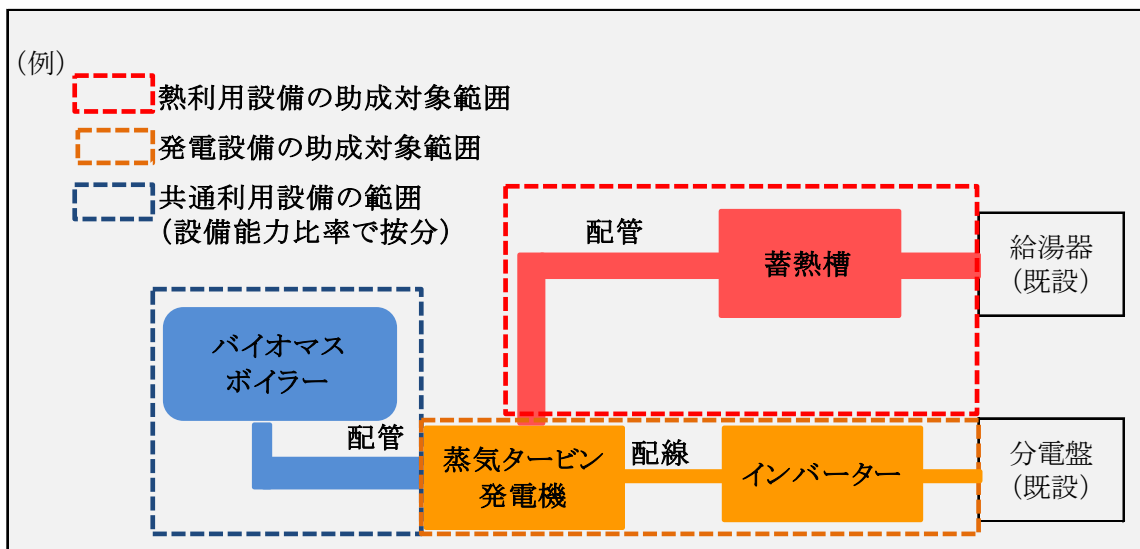 (例)
熱利用設備の助成対象範囲
発電設備の助成対象範囲
共通利用設備の範囲
(設備能力比率で按分)
配管
蓄熱槽
給湯器
(既設)
バイオマス
ボイラー
配管
蒸気タービン
発電機
配線
インバーター
分電盤
(既設)